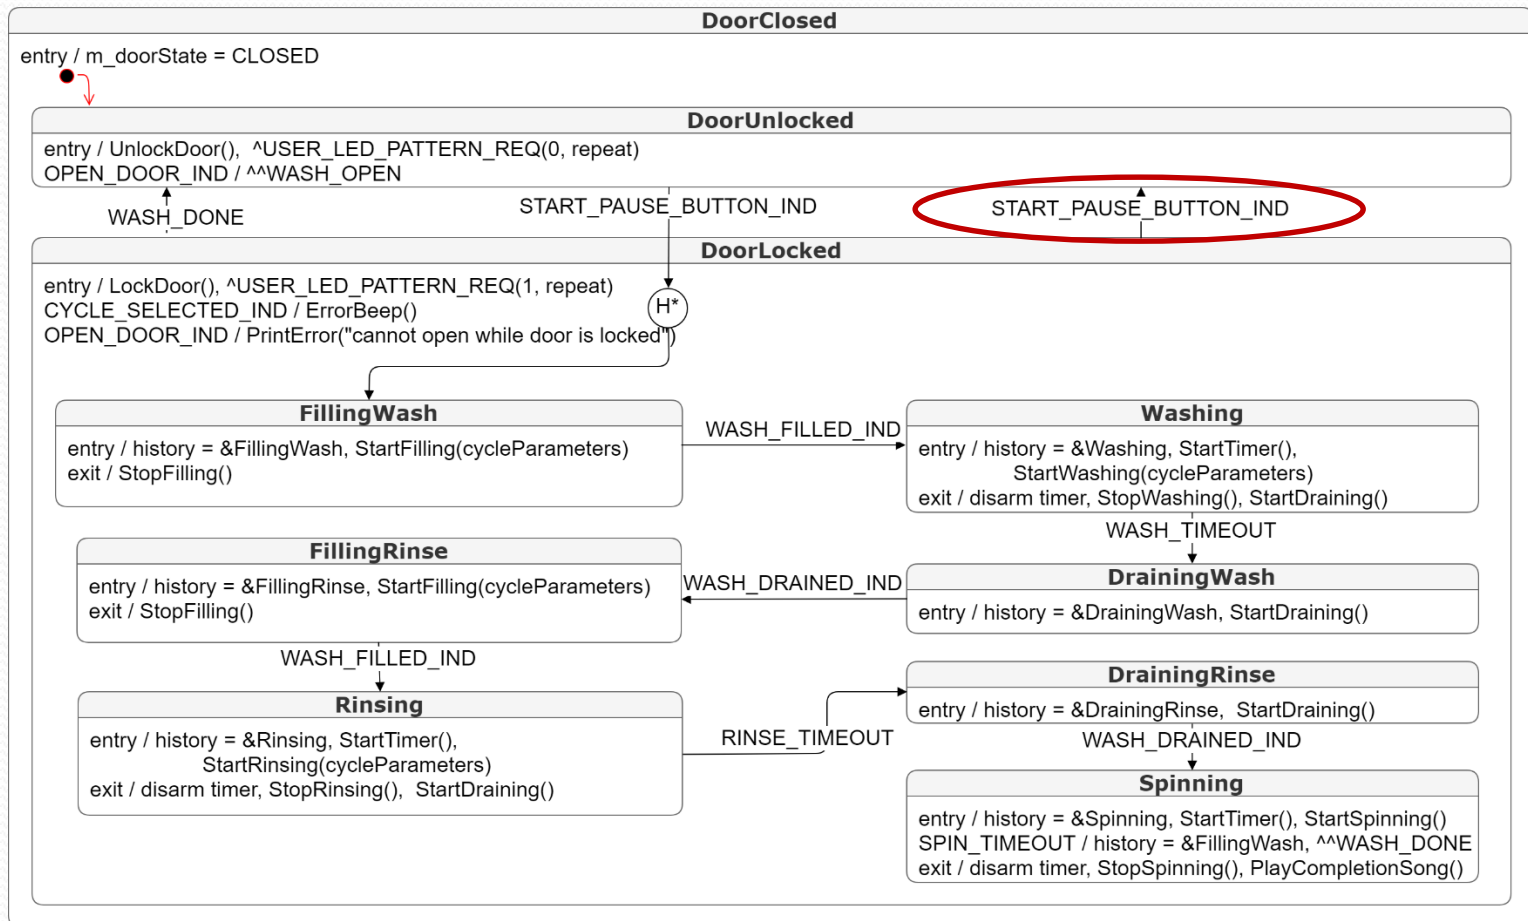 DoorClosed
entry / m_doorState = CLOSED
DoorUnlocked
entry / UnlockDoor(),  ^USER_LED_PATTERN_REQ(0, repeat)
OPEN_DOOR_IND / ^^WASH_OPEN
WASH_DONE
START_PAUSE_BUTTON_IND
START_PAUSE_BUTTON_IND
DoorLocked
entry / LockDoor(), ^USER_LED_PATTERN_REQ(1, repeat)
CYCLE_SELECTED_IND / ErrorBeep()
OPEN_DOOR_IND / PrintError("cannot open while door is locked")
H*
FillingWash
entry / history = &FillingWash, StartFilling(cycleParameters)
exit / StopFilling()
WASH_FILLED_IND
Washing
entry / history = &Washing, StartTimer(),
StartWashing(cycleParameters)
exit / disarm timer, StopWashing(), StartDraining()
WASH_TIMEOUT
FillingRinse
entry / history = &FillingRinse, StartFilling(cycleParameters)
exit / StopFilling()
WASH_DRAINED_IND
DrainingWash
entry / history = &DrainingWash, StartDraining()
WASH_FILLED_IND
Rinsing
entry / history = &Rinsing, StartTimer(),
StartRinsing(cycleParameters)
exit / disarm timer, StopRinsing(),  StartDraining()
RINSE_TIMEOUT
DrainingRinse
entry / history = &DrainingRinse,  StartDraining()
WASH_DRAINED_IND
Spinning
entry / history = &Spinning, StartTimer(), StartSpinning()
SPIN_TIMEOUT / history = &FillingWash, ^^WASH_DONE
exit / disarm timer, StopSpinning(), PlayCompletionSong()